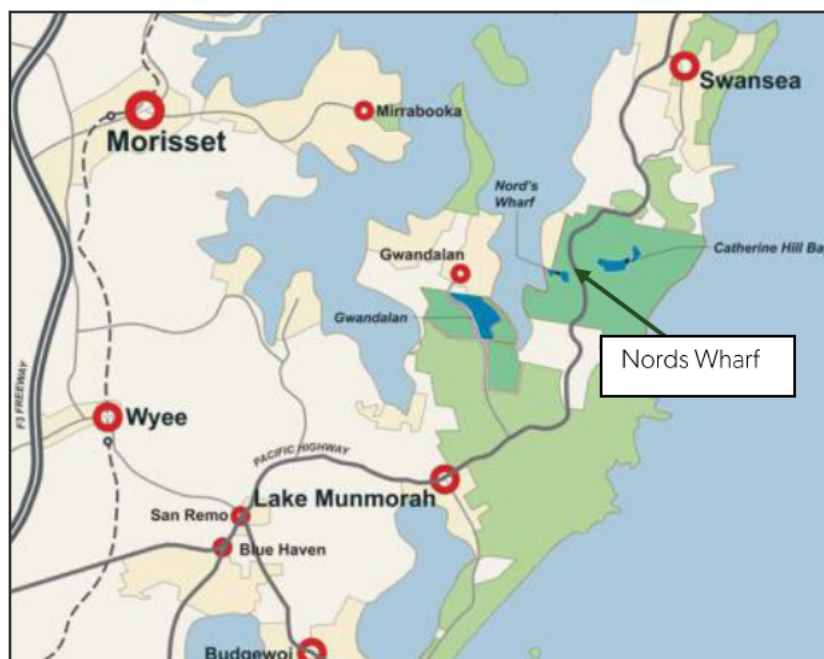 Swansea
Morisset
Mirrabooka
Nord's
Wharf
Catherine Hill Bay
Gwandalan
Gwandalan
Nords Wharf
F3 FREEWAY
Wyee
PACIFIC HIGHWAY
Lake Munmorah
San Remo
Blue Haven
Budgewoi